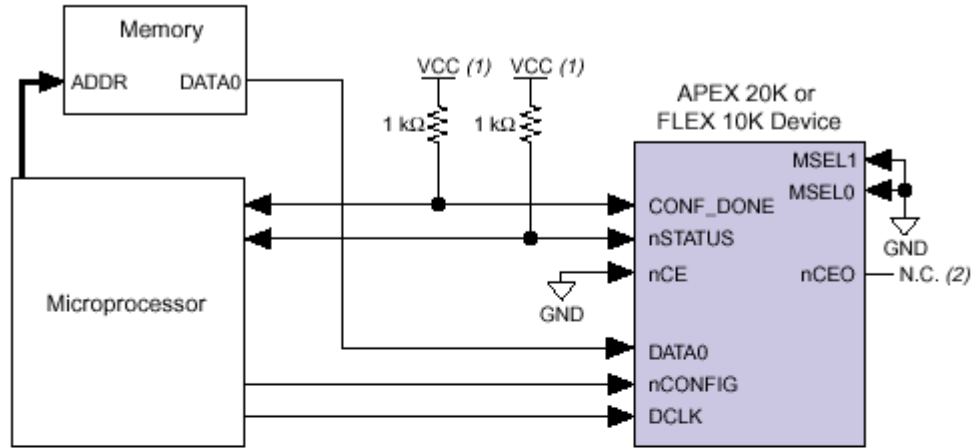 Memory
ADDR
DATA0
VCC (1)
VCC (1)
1 kΩ
1 kΩ
APEX 20K or
FLEX 10K Device
MSEL1
MSEL0
GND
CONF_DONE
nSTATUS
nCE
nCEO
N.C. (2)
GND
Microprocessor
DATA0
nCONFIG
DCLK